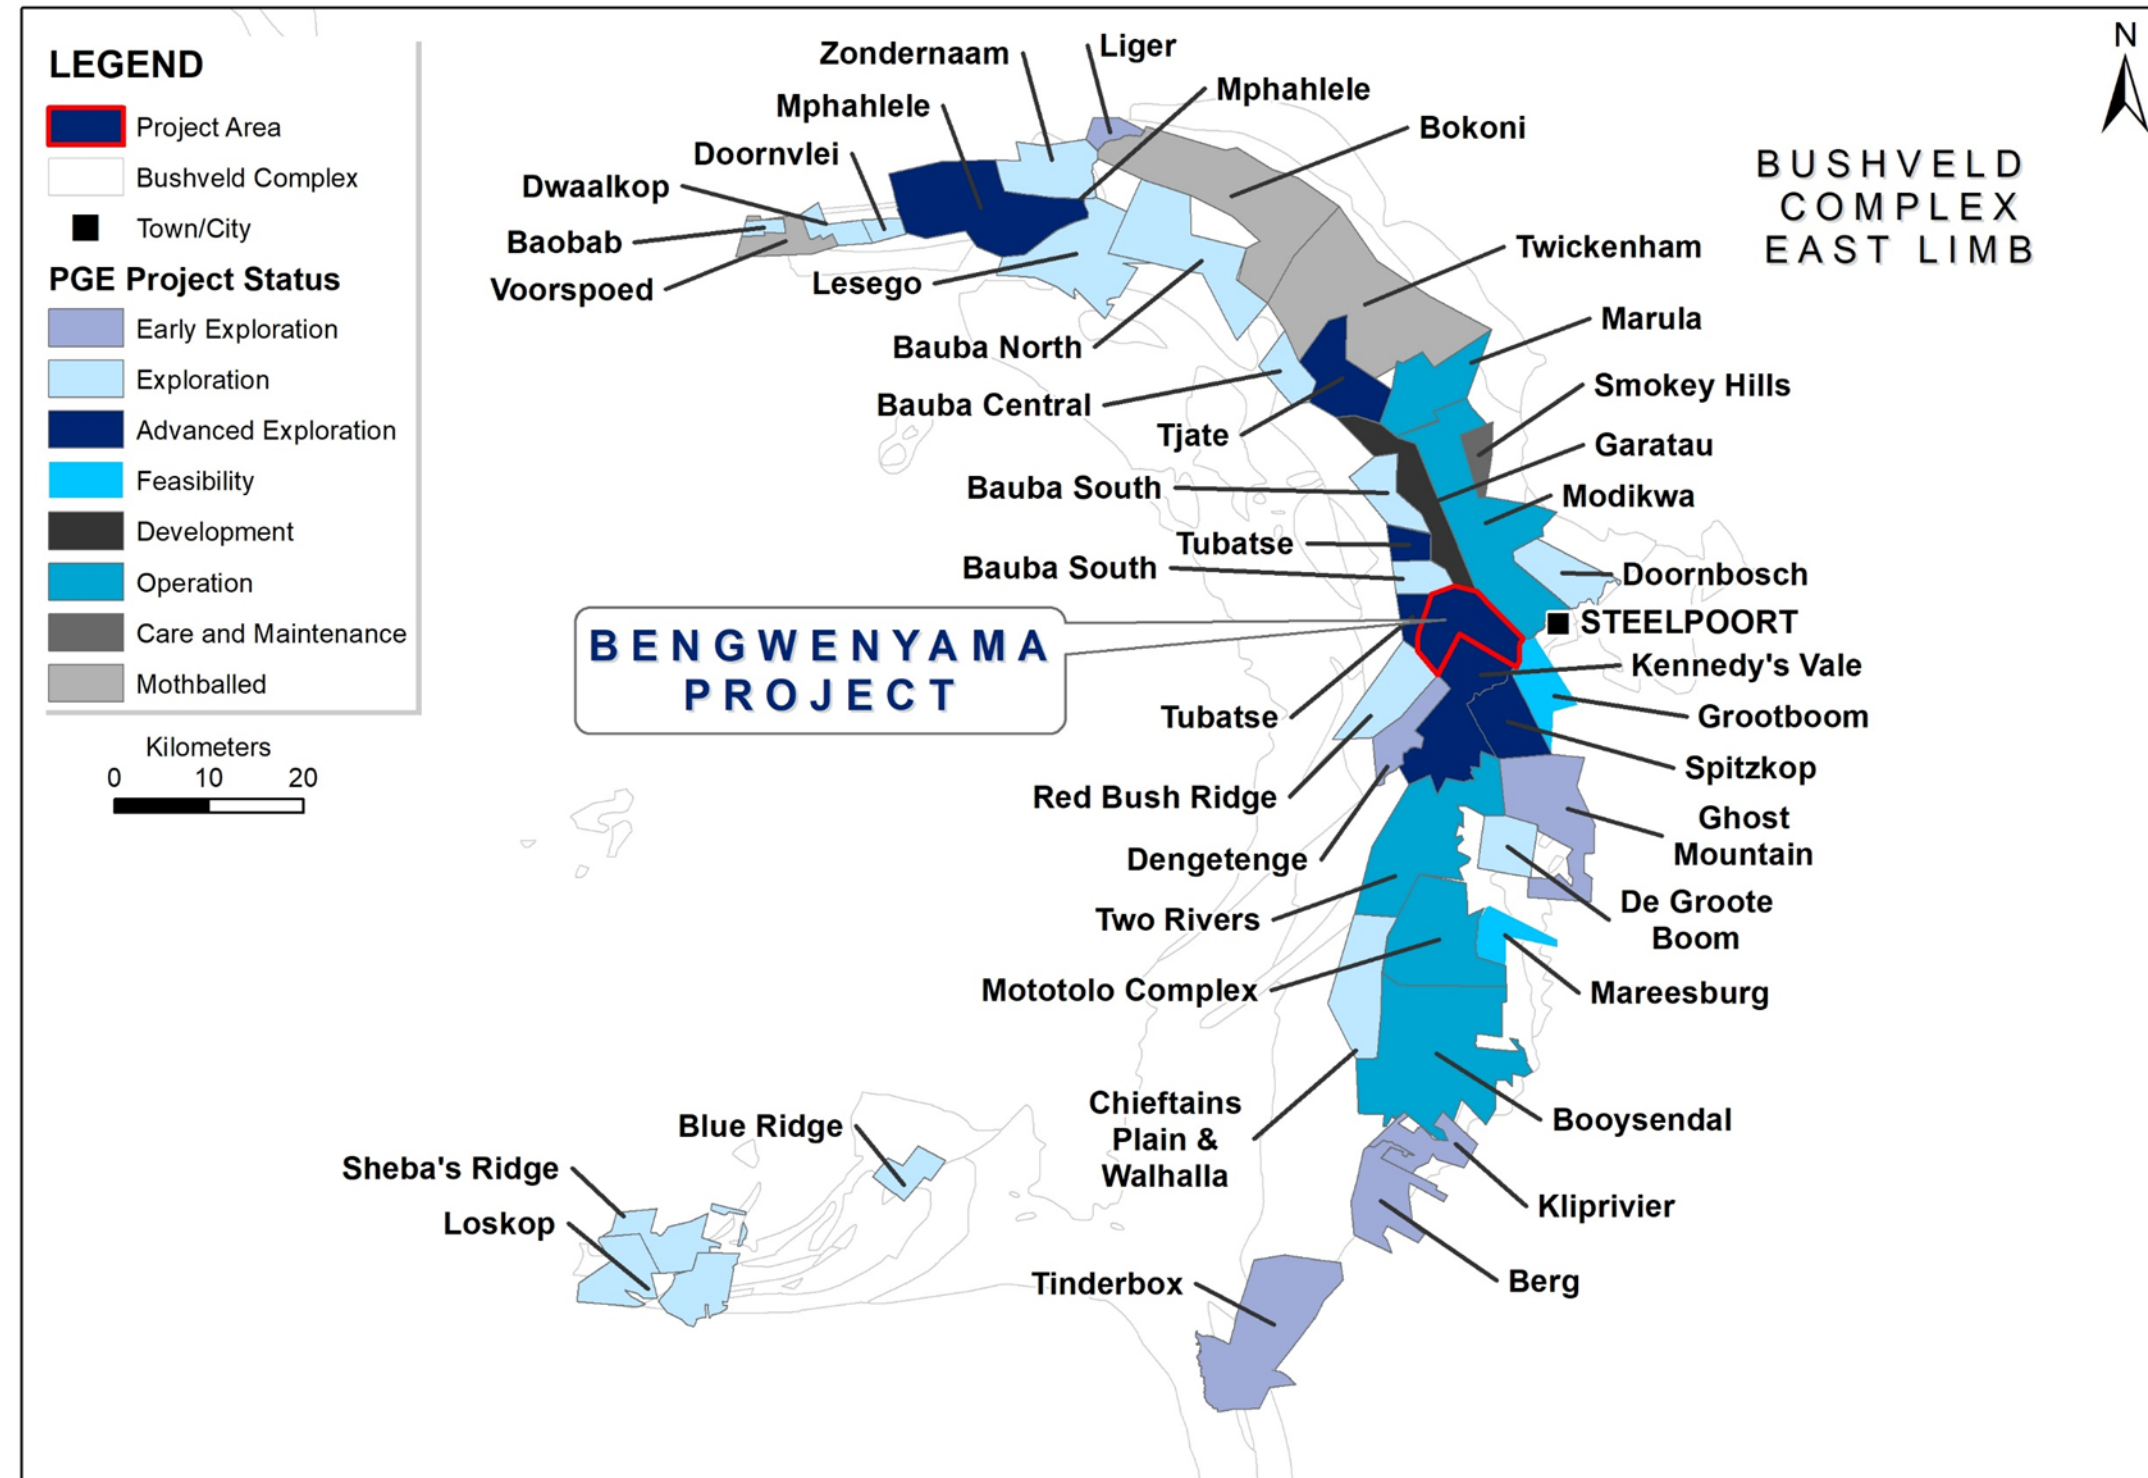 LEGEND
Project Area
Bushveld Complex
Town/City
PGE Project Status
Early Exploration
Exploration
Advanced Exploration
Feasibility
Development
Operation
Care and Maintenance
Mothballed
Kilometers
0 10 20
N
BUSHVELD
COMPLEX
EAST LIMB
Zondernaam
Liger
Mphahlele
Mphahlele
Bokoni
Doornvlei
Dwaalkop
Baobab
Voorspoed
Lesego
Twickenham
Bauba North
Marula
Bauba Central
Smokey Hills
Tjate
Garatau
Bauba South
Modikwa
Tubatse
Bauba South
Doornbosch
STEELPOORT
BENGWENYAMA
PROJECT
Kennedy's Vale
Tubatse
Grootboom
Spitzkop
Red Bush Ridge
Ghost
Mountain
Dengetenge
De Groote
Boom
Two Rivers
Mototolo Complex
Mareesburg
Chieftains
Plain &
Walhalla
Booysendal
Blue Ridge
Sheba's Ridge
Loskop
Klipriver
Tinderbox
Berg